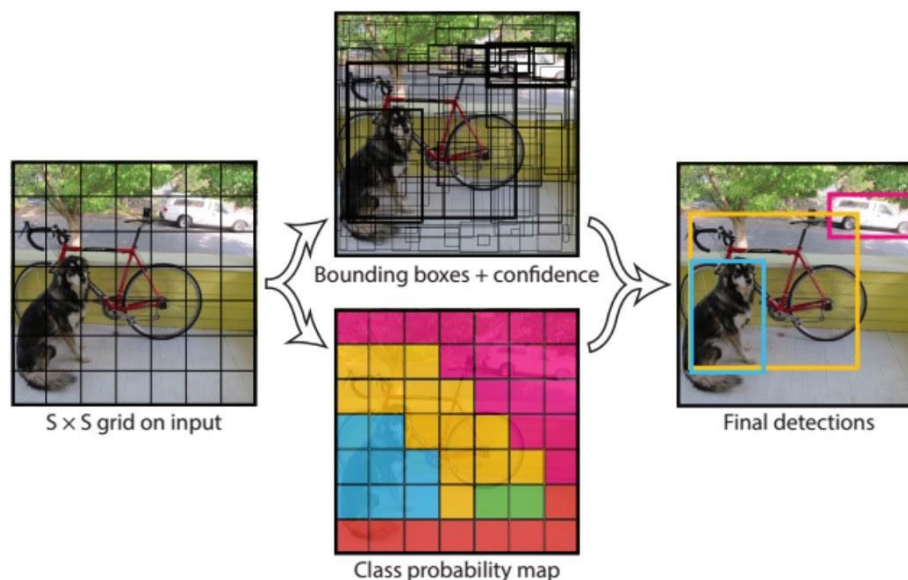 Bounding boxes + confidence
S × S grid on input
Final detections
Class probability map